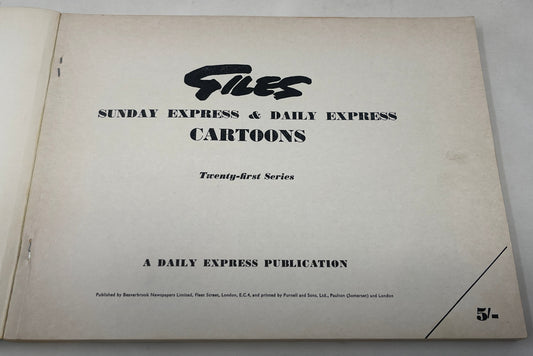 GILES
SUNDAY EXPRESS & DAILY EXPRESS
CARTOONS
Twenty-first Series
A DAILY EXPRESS PUBLICATION
Published by Beaverbrook Newspapers Limited, Fleet Street, London, E.C.4, and printed by Purnell and Sons, Ltd., Paulton (Somerset) and London
5/-